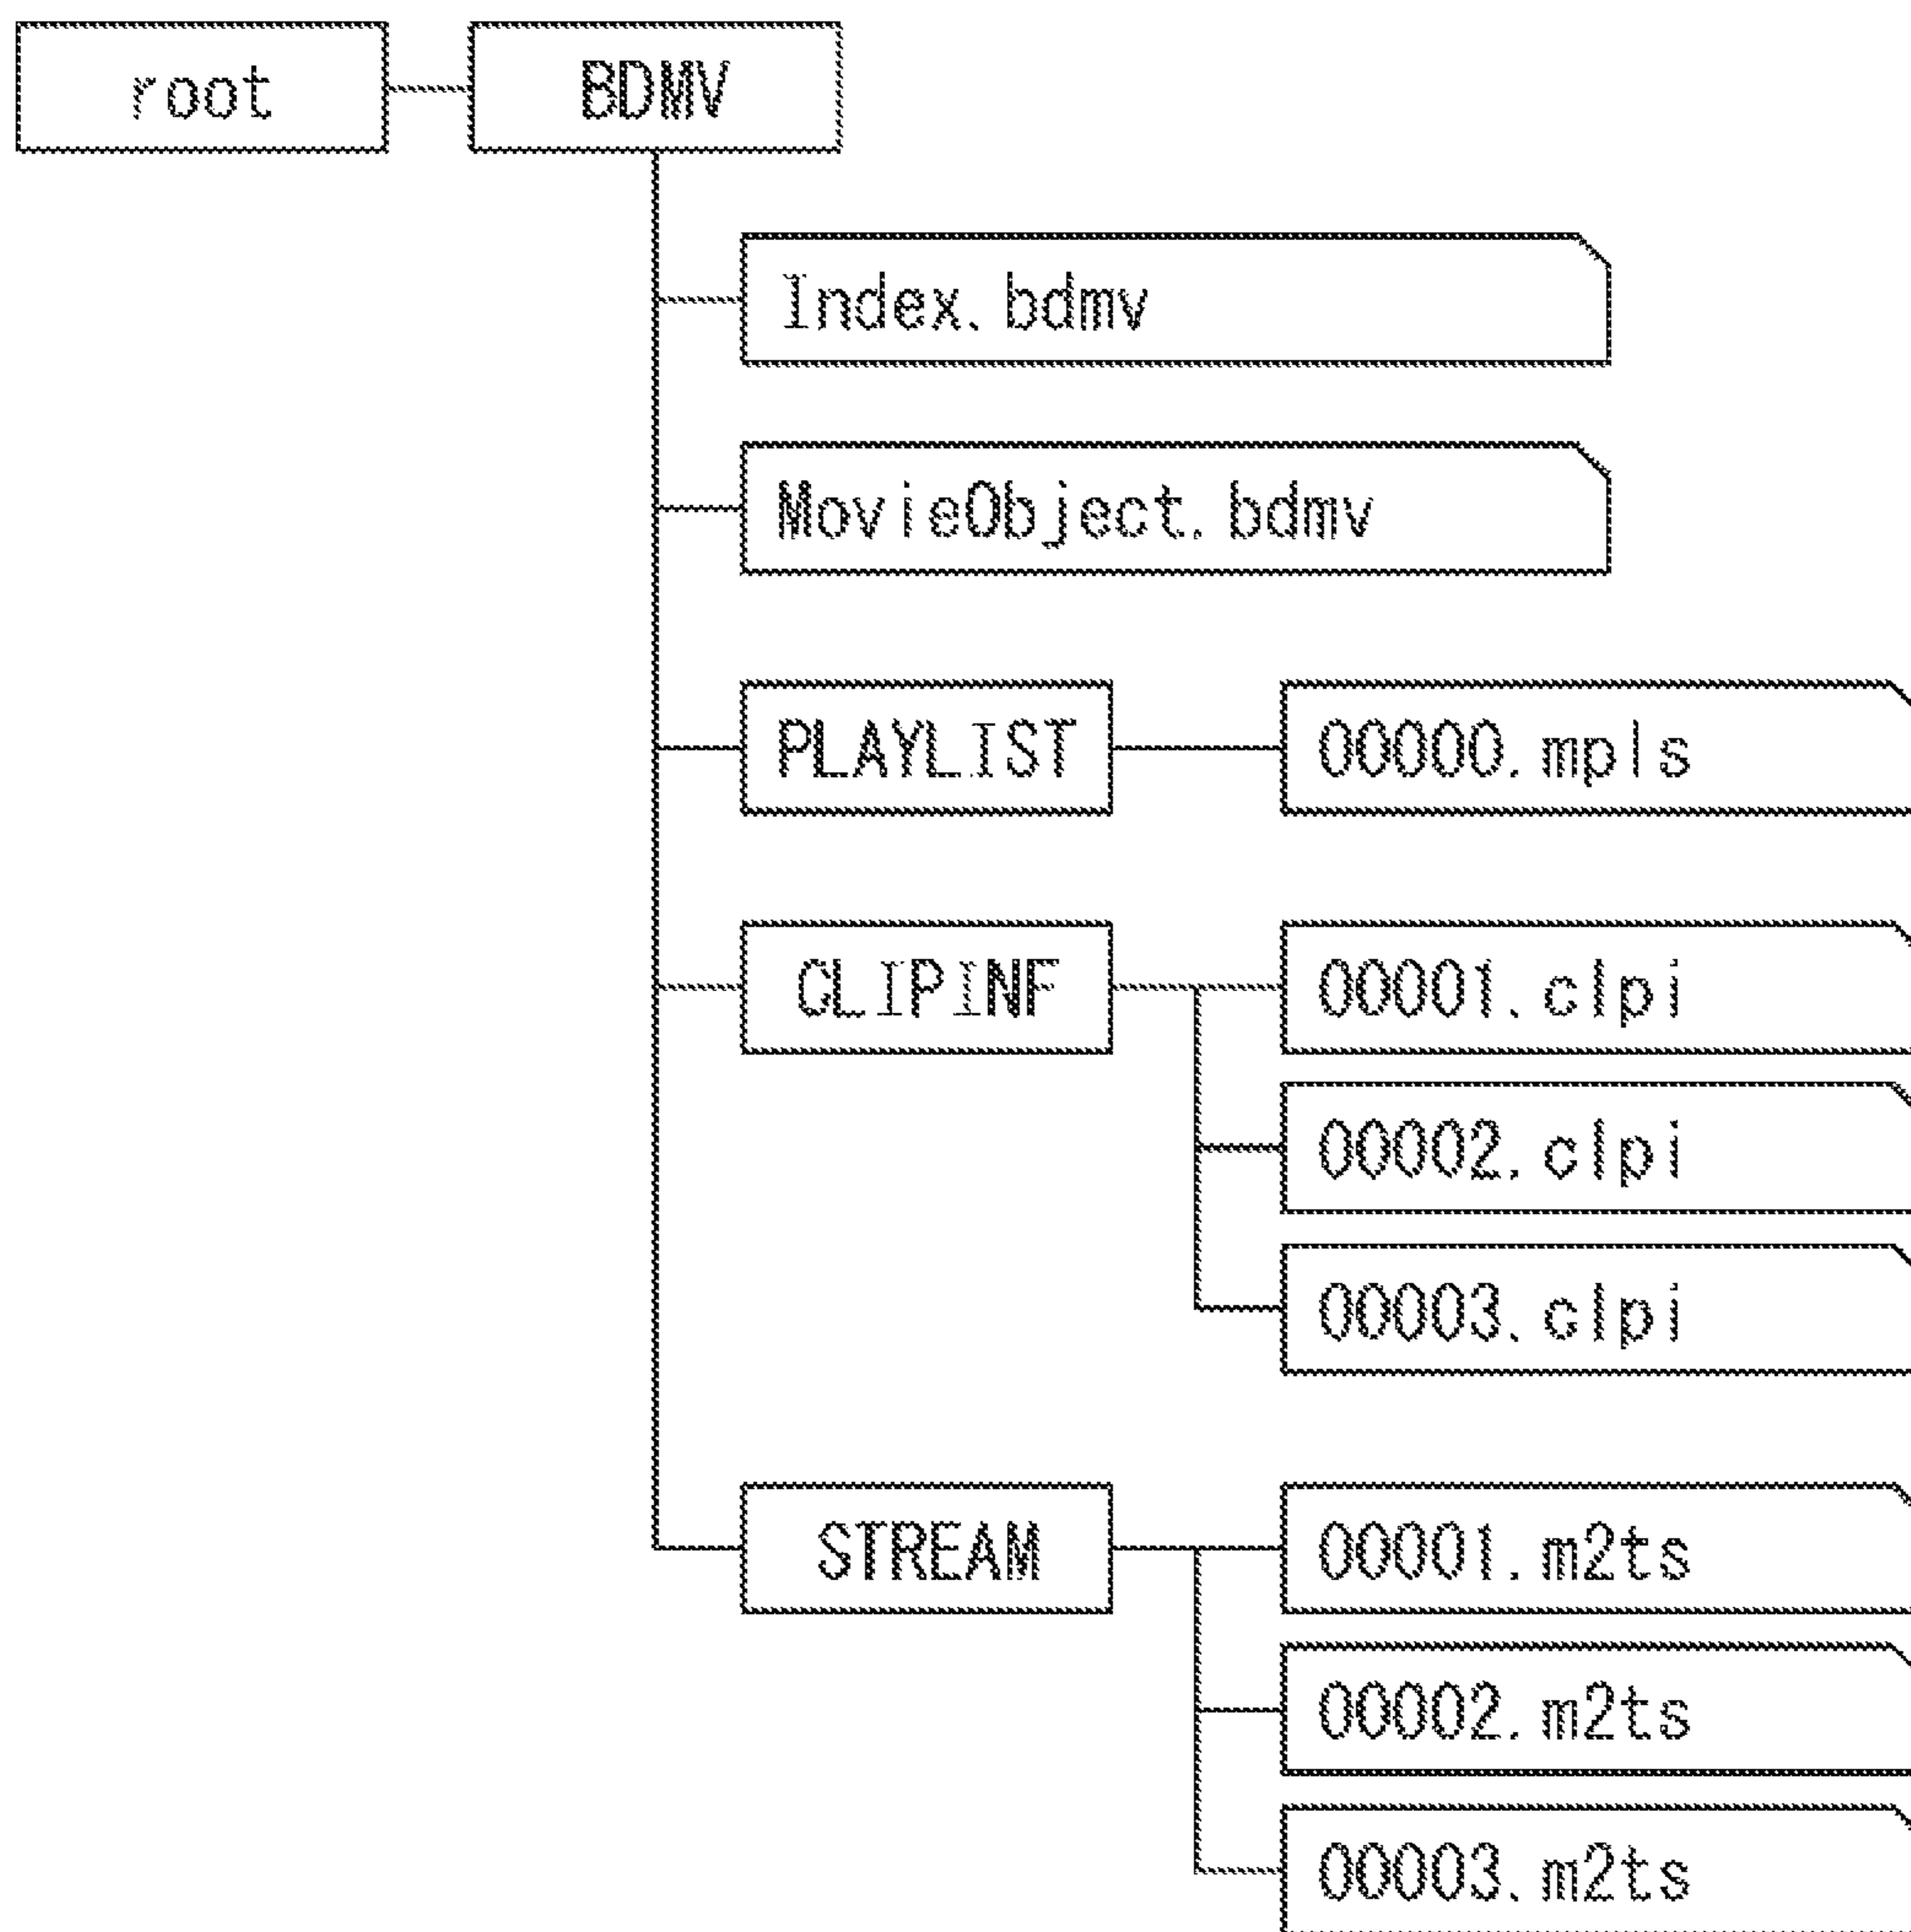 root BDMV
Index.bdmv
MovieObject.bdmv
PLAYLIST 00000.mpls
CLIPINF 00001.clpi
00002.clpi
00003.clpi
STREAM 00001.m2ts
00002.m2ts
00003.m2ts